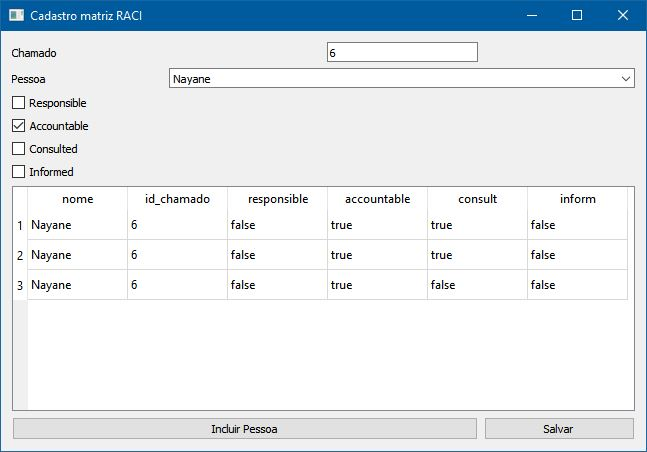 Cadastro matriz RACI
Chamado 6
Pessoa Nayane
Responsible
Accountable
Consulted
Informed
nome id_chamado responsible accountable consult inform
1 Nayane 6 false true true false
2 Nayane 6 false true true false
3 Nayane 6 false true false false
Incluir Pessoa Salvar